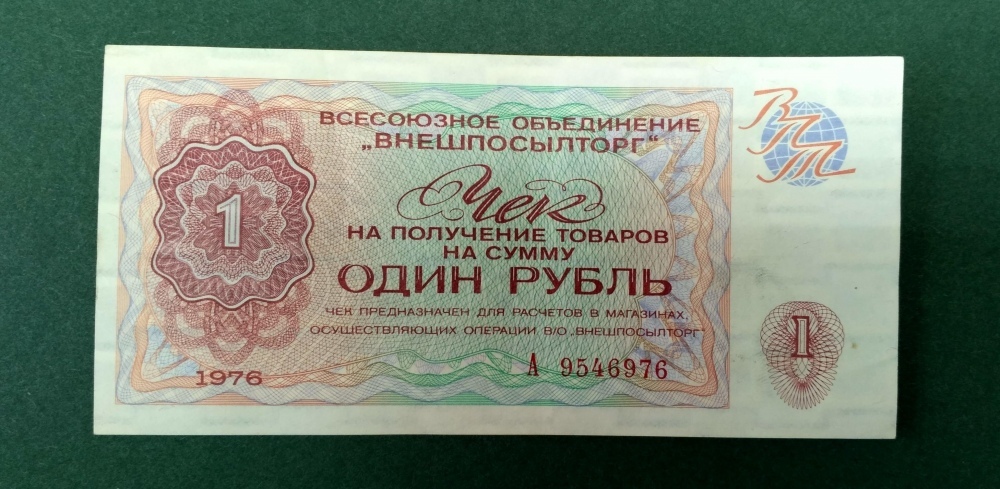 ВСЕСОЮЗНОЕ ОБЪЕДИНЕНИЕ
„ВНЕШПОСЫЛТОРГ“
ВПТ
Чек
НА ПОЛУЧЕНИЕ ТОВАРОВ
НА СУММУ
ОДИН РУБЛЬ
1
ЧЕК ПРЕДНАЗНАЧЕН ДЛЯ РАСЧЕТОВ В МАГАЗИНАХ,
ОСУЩЕСТВЛЯЮЩИХ ОПЕРАЦИИ В/О „ВНЕШПОСЫЛТОРГ“
1
А 9546976
1976